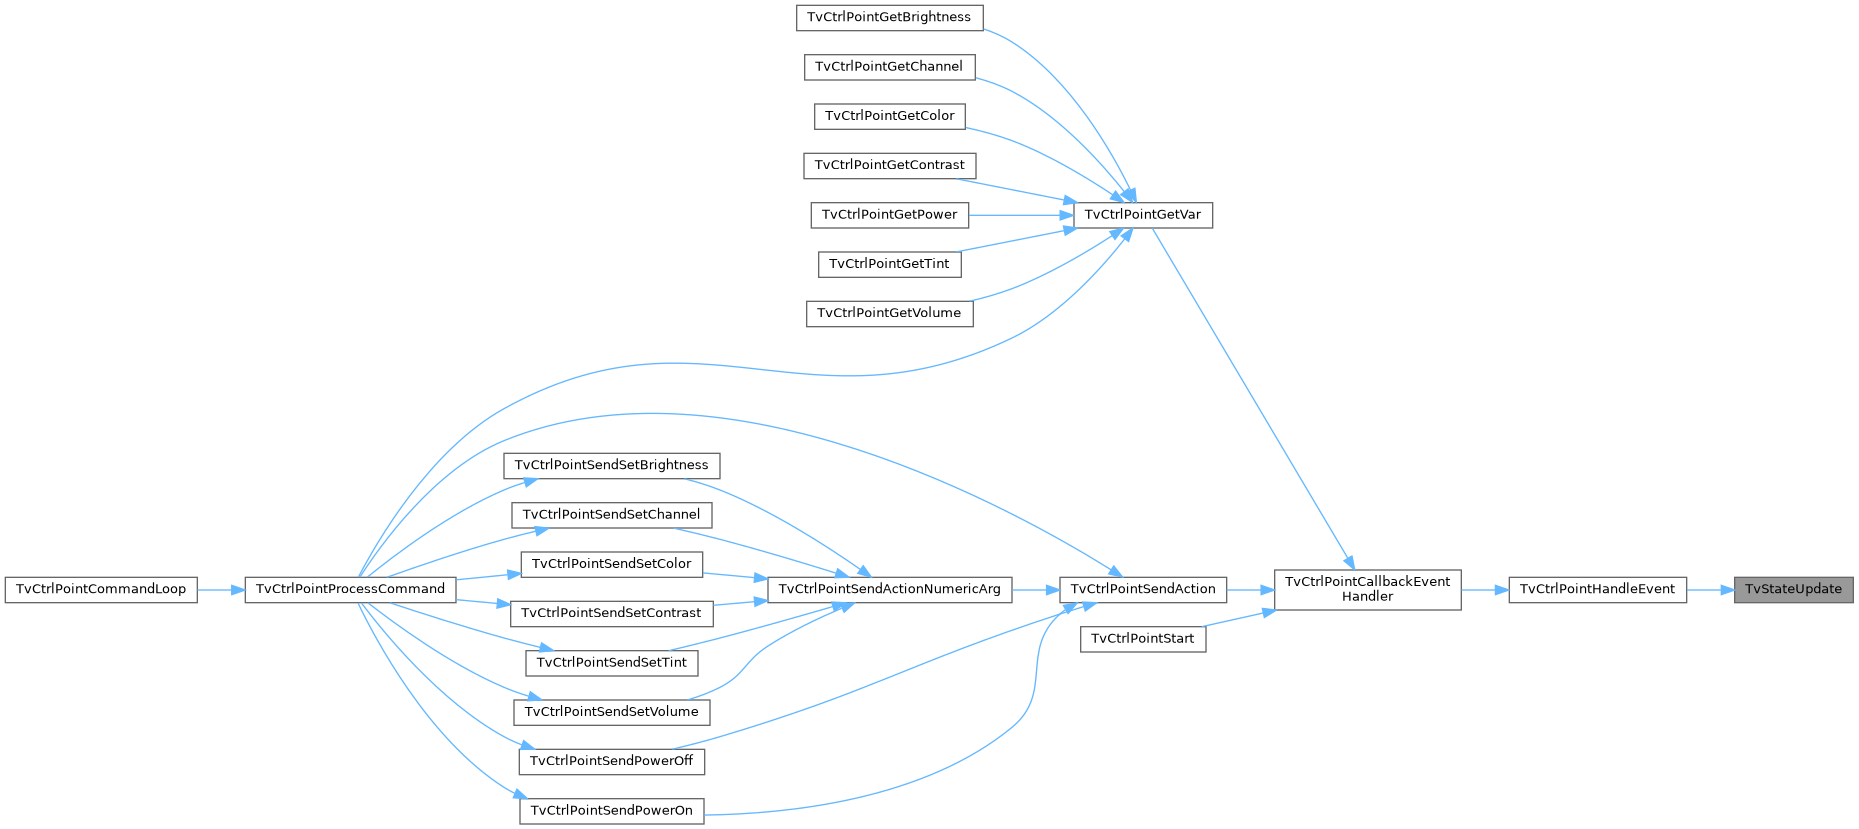 TvCtrlPointGetBrightness
TvCtrlPointGetChannel
TvCtrlPointGetColor
TvCtrlPointGetContrast
TvCtrlPointGetPower
TvCtrlPointGetVar
TvCtrlPointGetTint
TvCtrlPointGetVolume
TvCtrlPointSendSetBrightness
TvCtrlPointSendSetChannel
TvCtrlPointSendSetColor
TvCtrlPointCommandLoop
TvCtrlPointProcessCommand
TvCtrlPointSendActionNumericArg
TvCtrlPointSendAction
TvCtrlPointCallbackEvent
Handler
TvCtrlPointHandleEvent
TvStateUpdate
TvCtrlPointSendSetContrast
TvCtrlPointStart
TvCtrlPointSendSetTint
TvCtrlPointSendSetVolume
TvCtrlPointSendPowerOff
TvCtrlPointSendPowerOn